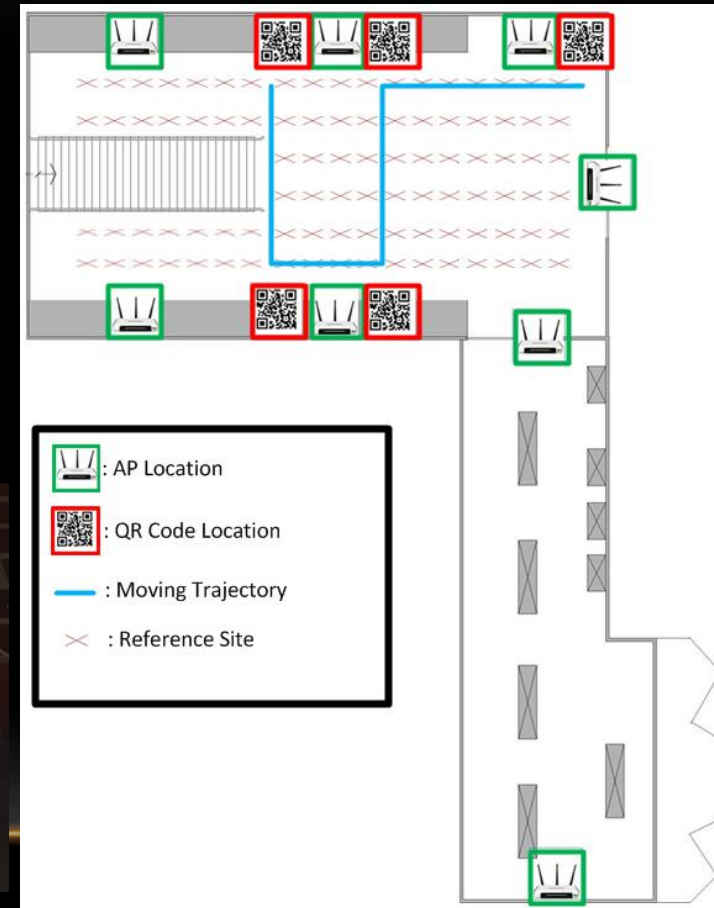 : AP Location
: QR Code Location
: Moving Trajectory
: Reference Site